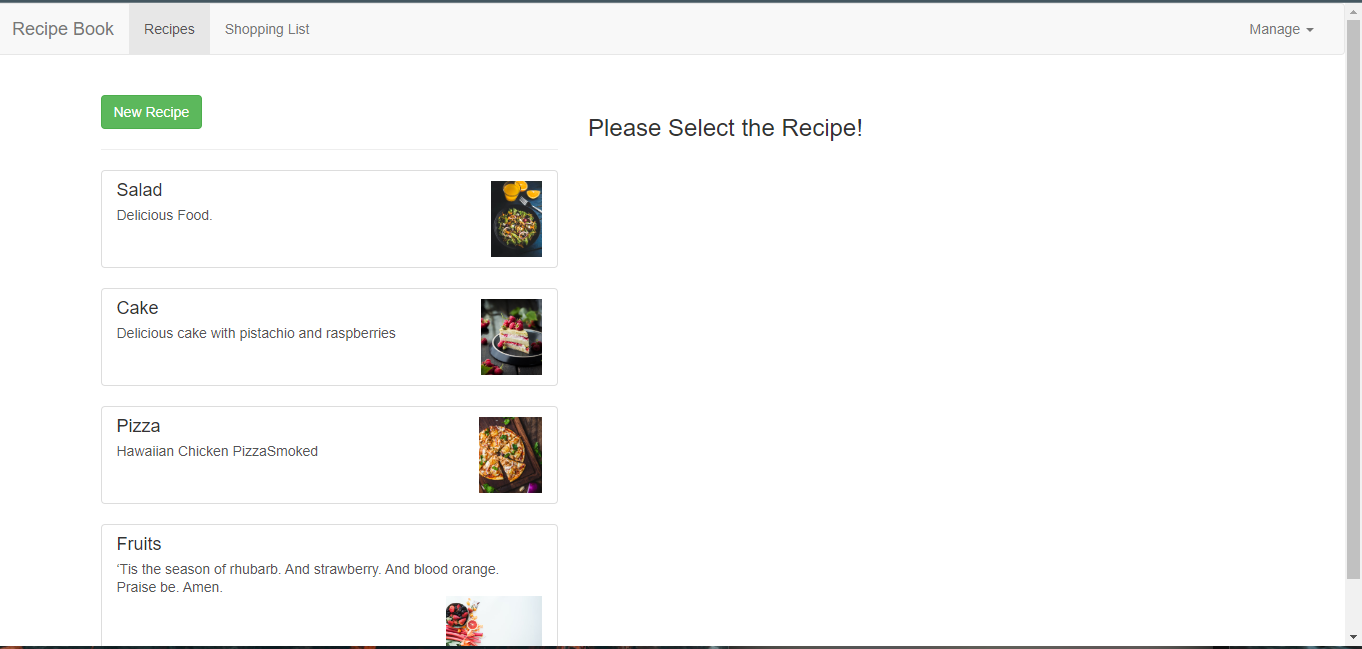 Recipe Book Recipes Shopping List Manage
New Recipe
Please Select the Recipe!
Salad
Delicious Food.
Cake
Delicious cake with pistachio and raspberries
Pizza
Hawaiian Chicken PizzaSmoked
Fruits
‘Tis the season of rhubarb. And strawberry. And blood orange.
Praise be. Amen.